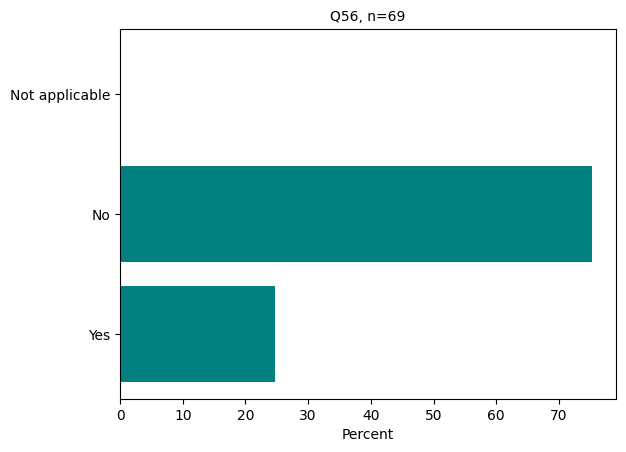 Q56, n=69
Not applicable
No
Yes
0 10 20 30 40 50 60 70
Percent